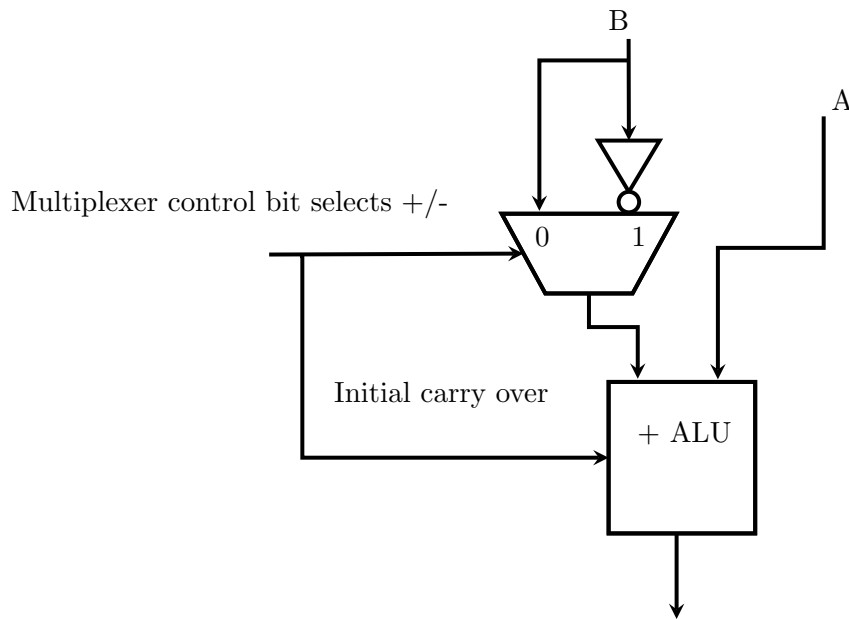 B
A
Multiplexer control bit selects +/-
0 1
Initial carry over
+ ALU